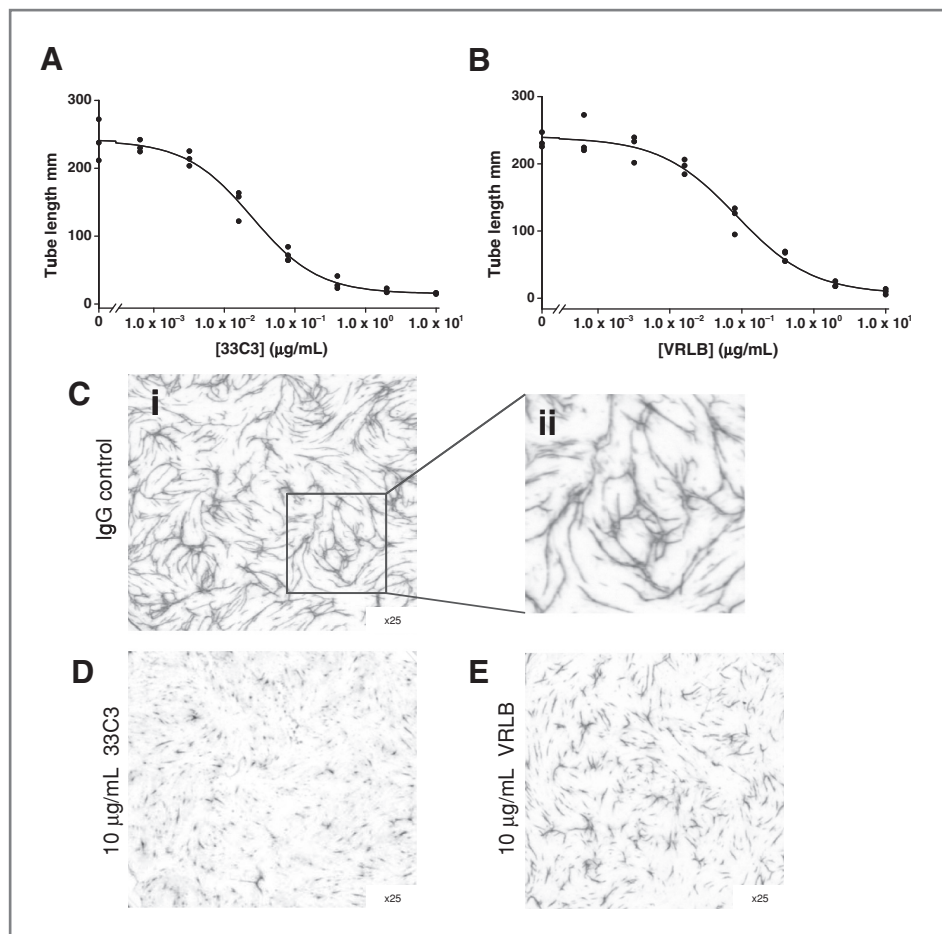 A
300
200
100
0
Tube length mm
0
1.0 x 10⁻³
1.0 x 10⁻²
1.0 x 10⁻¹
1.0 x 10⁰
1.0 x 10¹
[33C3] (μg/mL)
B
300
200
100
0
Tube length mm
0
1.0 x 10⁻³
1.0 x 10⁻²
1.0 x 10⁻¹
1.0 x 10⁰
1.0 x 10¹
[VRLB] (μg/mL)
C
IgG control
i
x25
ii
D
10 μg/mL 33C3
x25
E
10 μg/mL VRLB
x25